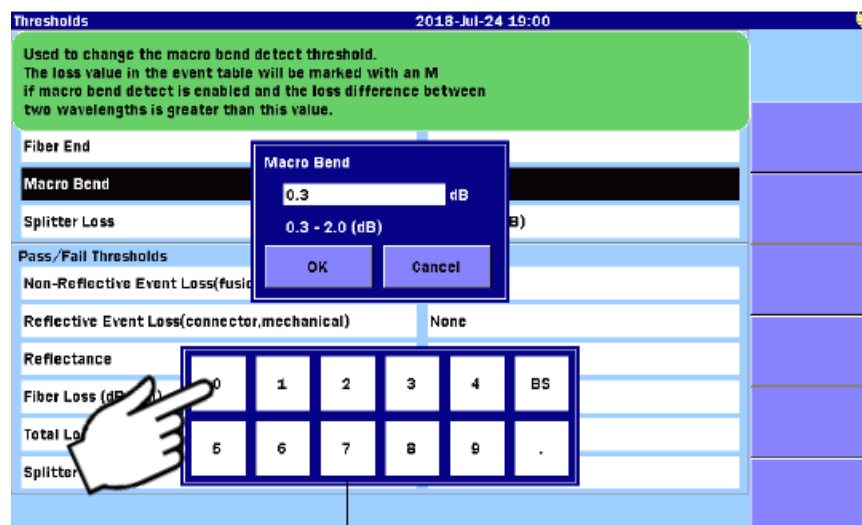 Thresholds 2018-Jul-24 19:00
Used to change the macro bend detect threshold.
The loss value in the event table will be marked with an M
if macro bend detect is enabled and the loss difference between
two wavelengths is greater than this value.
Fiber End
Macro Bend
Splitter Loss
B)
Macro Bend
0.3 dB
0.3 - 2.0 (dB)
OK Cancel
Pass/Fail Thresholds
Non-Reflective Event Loss(fusio
Reflective Event Loss(connector,mechanical) None
Reflectance
Fiber Loss (dB
Total Lo
Splitter
0 1 2 3 4 BS
5 6 7 8 9 .